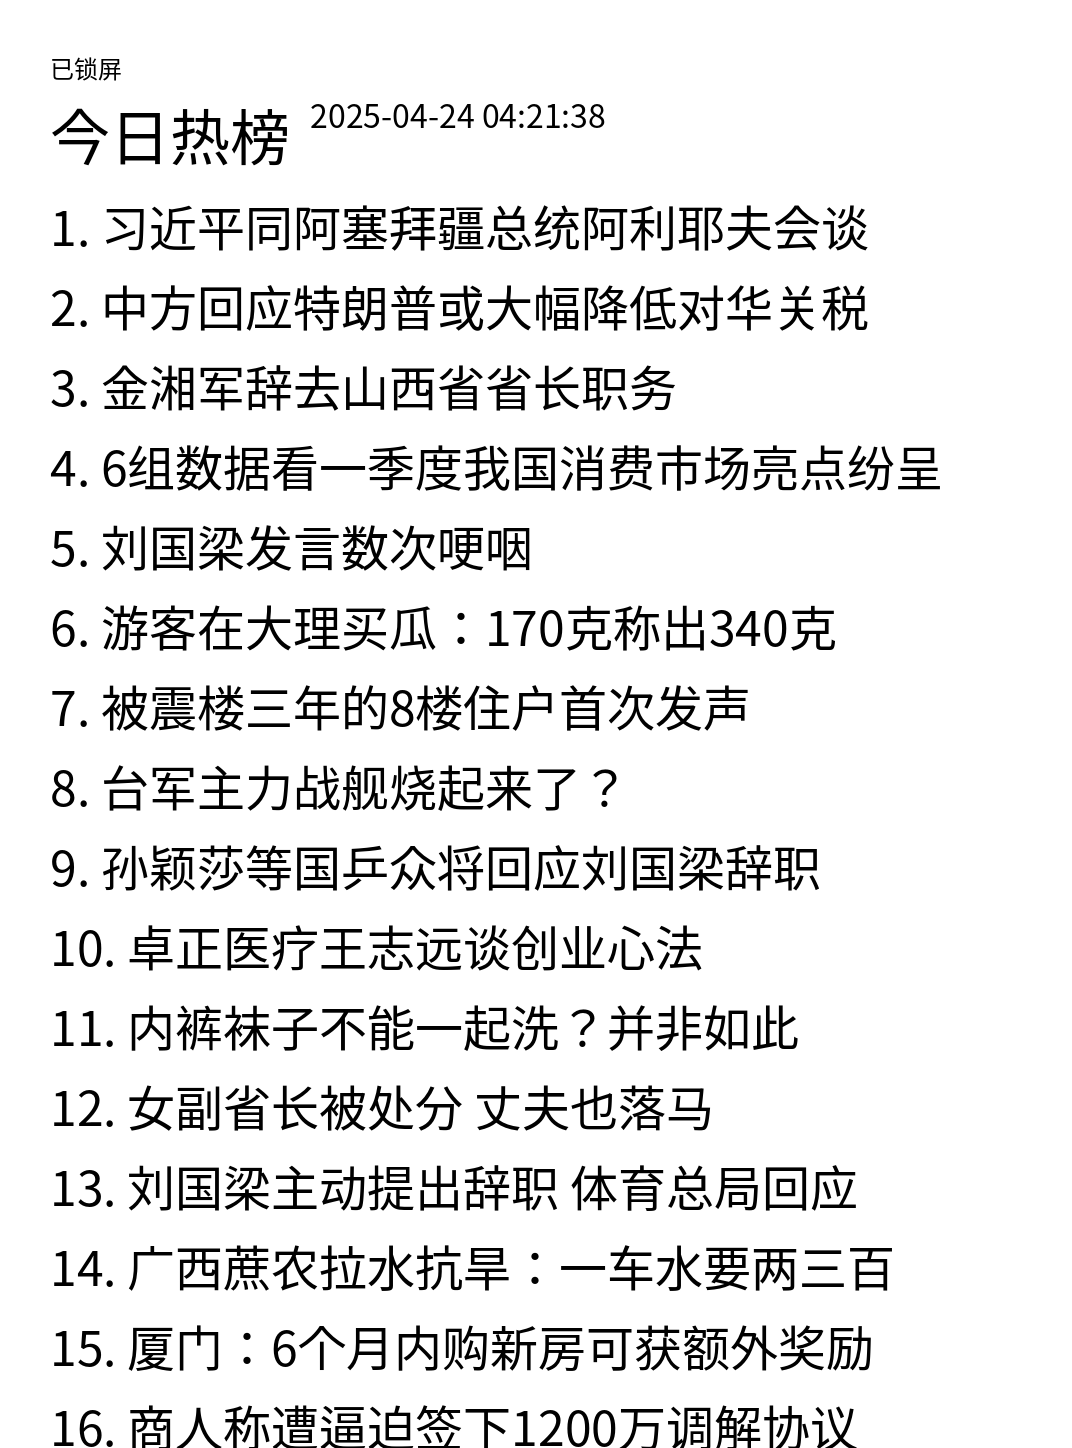 已锁屏
今日热榜 2025-04-24 04:21:38
1. 习近平同阿塞拜疆总统阿利耶夫会谈
2. 中方回应特朗普或大幅降低对华关税
3. 金湘军辞去山西省省长职务
4. 6组数据看一季度我国消费市场亮点纷呈
5. 刘国梁发言数次哽咽
6. 游客在大理买瓜：170克称出340克
7. 被震楼三年的8楼住户首次发声
8. 台军主力战舰烧起来了？
9. 孙颖莎等国乒众将回应刘国梁辞职
10. 卓正医疗王志远谈创业心法
11. 内裤袜子不能一起洗？并非如此
12. 女副省长被处分 丈夫也落马
13. 刘国梁主动提出辞职 体育总局回应
14. 广西蔗农拉水抗旱：一车水要两三百
15. 厦门：6个月内购新房可获额外奖励
16. 商人称遭逼迫签下1200万调解协议